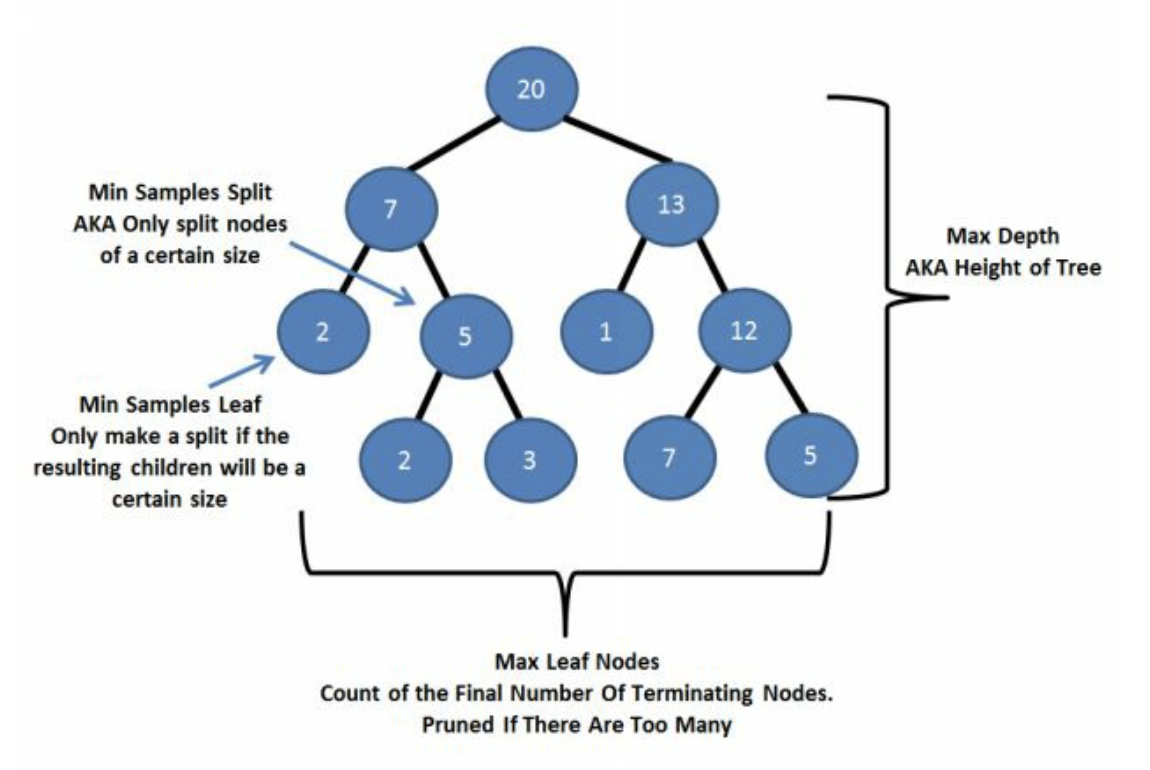 20
7
13
Min Samples Split
AKA Only split nodes
of a certain size
Max Depth
AKA Height of Tree
2
5
1
12
Min Samples Leaf
Only make a split if the
resulting children will be a
certain size
2
3
7
5
Max Leaf Nodes
Count of the Final Number Of Terminating Nodes.
Pruned If There Are Too Many